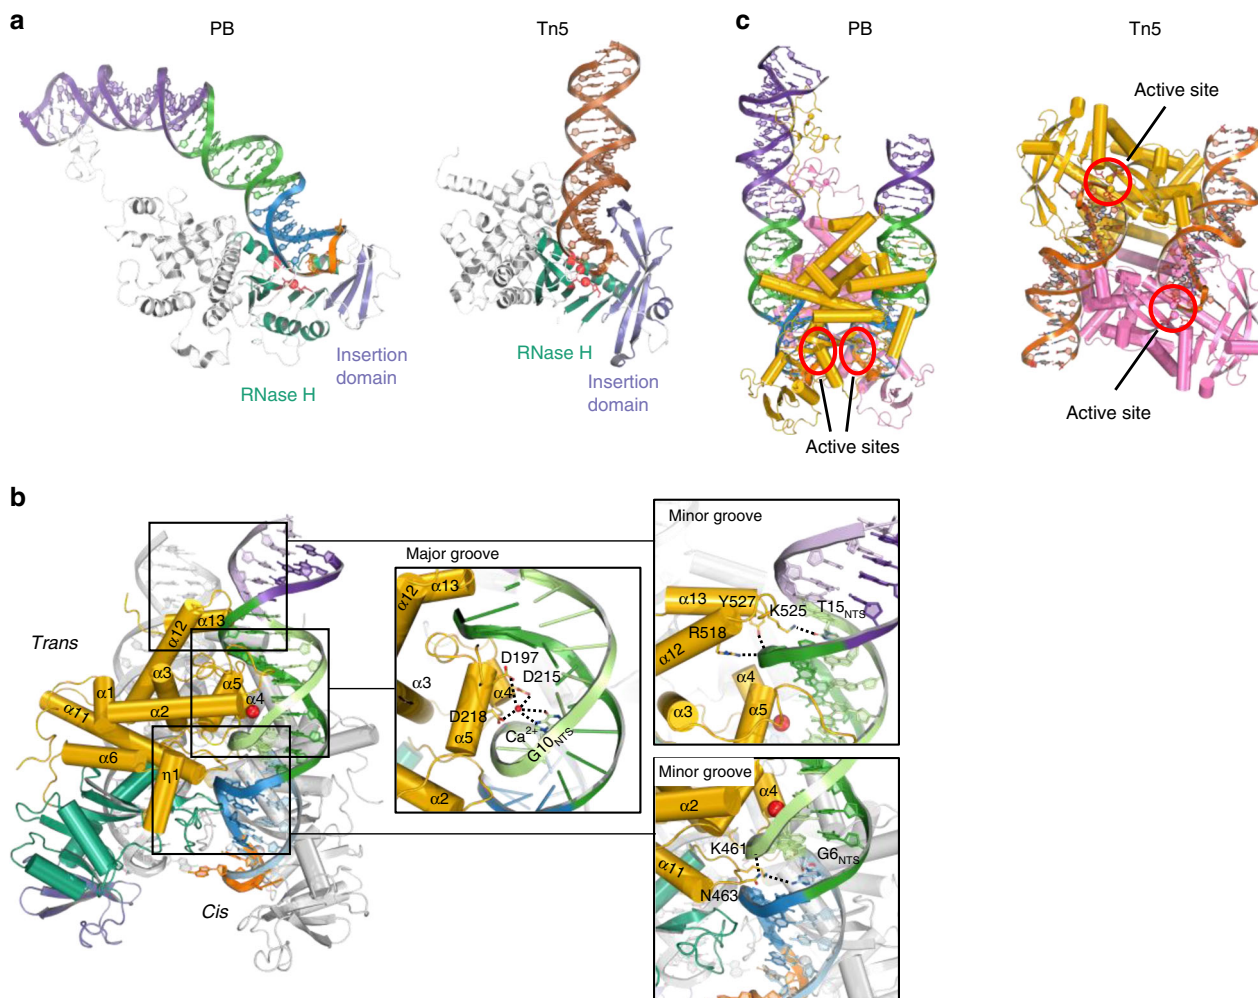 a
PB
Tn5
RNase H
Insertion
domain
RNase H
Insertion
domain
c
PB
Tn5
Active site
Active sites
Active site
b
Trans
Cis
α12
α13
α3
α5
α4
α1
α11
α2
α6
η1
Major groove
α12
α13
α3
D197
D215
α4
D218
α5
Ca2+
G10NTS
α2
Minor groove
α13
Y527
K525
T15NTS
R518
α12
α4
α3
α5
Minor groove
α4
α2
K461
G6NTS
α11
N463